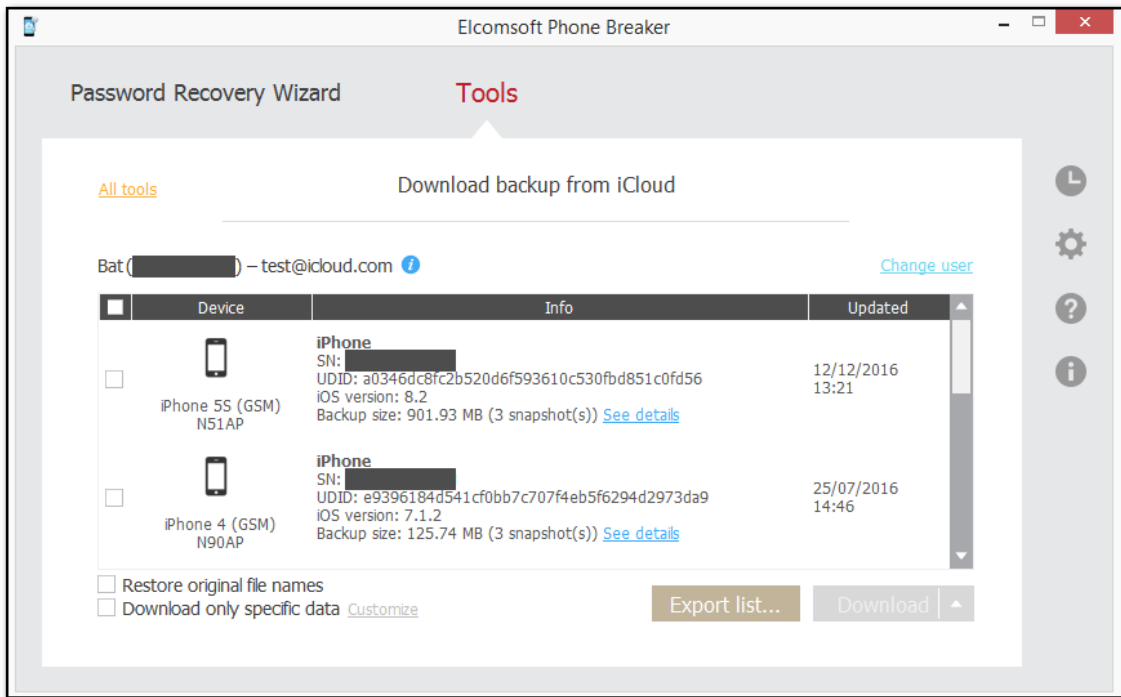 Elcomsoft Phone Breaker
Password Recovery Wizard
Tools
All tools
Download backup from iCloud
Bat ( ) – test@icloud.com
Change user
Device
Info
Updated
iPhone
SN:
UDID: a0346dc8fc2b520d6f593610c530fbd851c0fd56
iOS version: 8.2
Backup size: 901.93 MB (3 snapshot(s)) See details
iPhone 5S (GSM)
N51AP
12/12/2016
13:21
iPhone
SN:
UDID: e9396184d541cf0bb7c707f4eb5f6294d2973da9
iOS version: 7.1.2
Backup size: 125.74 MB (3 snapshot(s)) See details
iPhone 4 (GSM)
N90AP
25/07/2016
14:46
Restore original file names
Download only specific data Customize
Export list...
Download